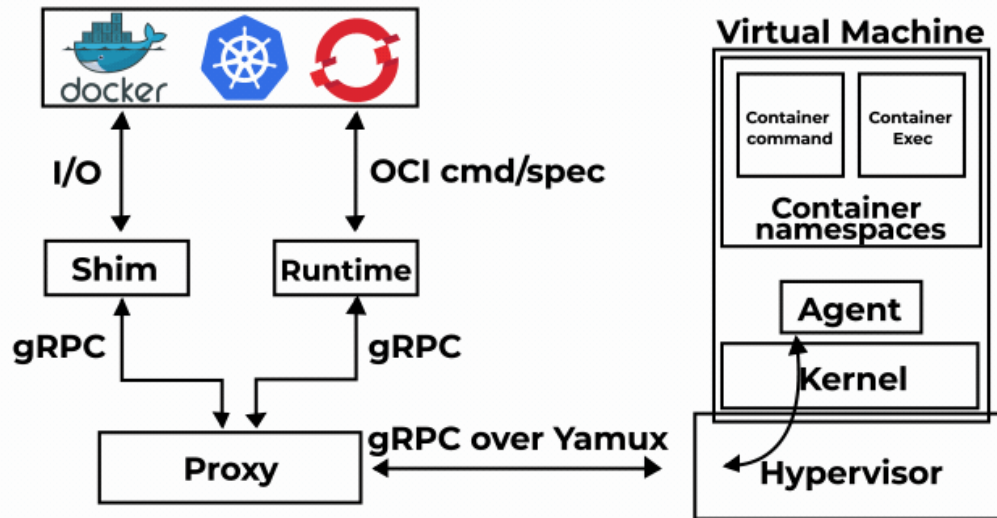 docker
Virtual Machine
Container
command
Container
Exec
I/O
OCI cmd/spec
Container
namespaces
Shim
Runtime
Agent
gRPC
gRPC
Kernel
gRPC over Yamux
Proxy
Hypervisor